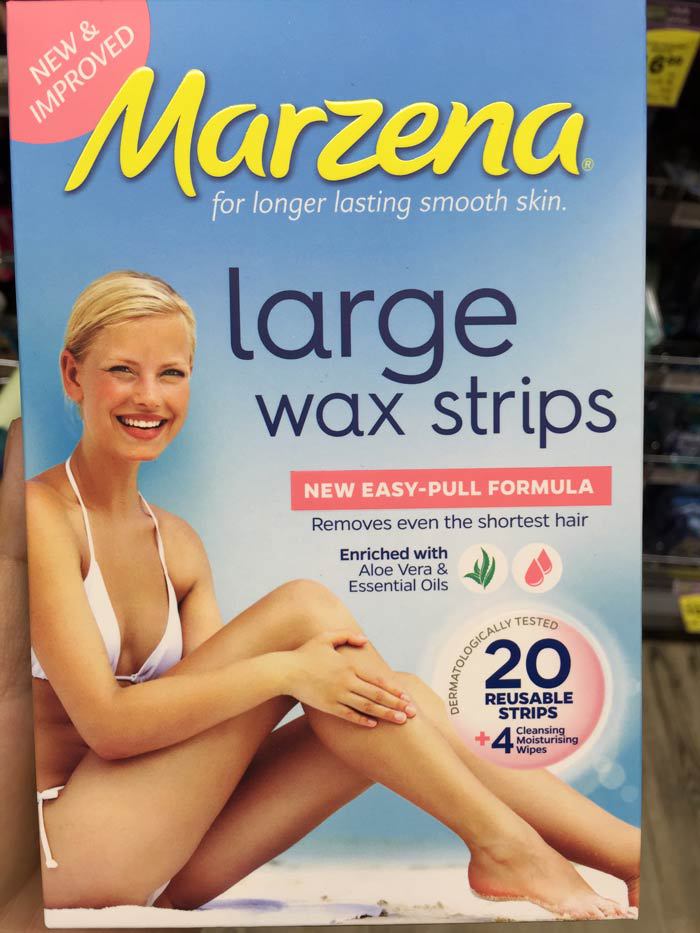 NEW &
IMPROVED
Marzena®
for longer lasting smooth skin.
large
wax strips
NEW EASY-PULL FORMULA
Removes even the shortest hair
Enriched with
Aloe Vera &
Essential Oils
DERMATOLOGICALLY TESTED
20
REUSABLE
STRIPS
+4 Cleansing
Moisturising
Wipes